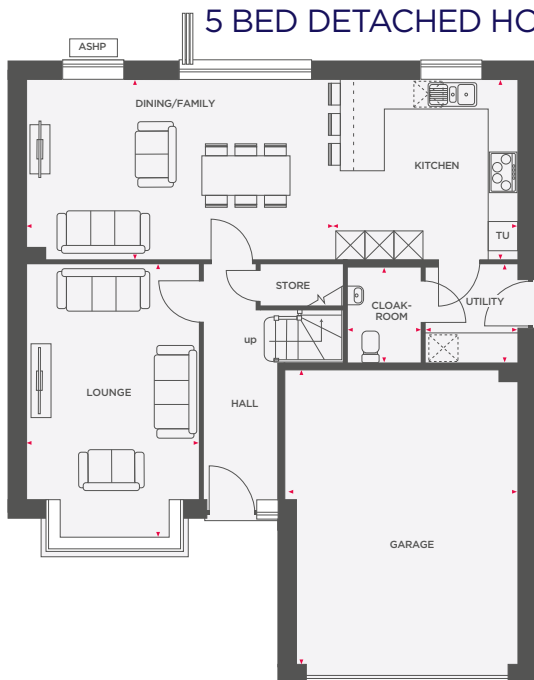 5 BED DETACHED HO
ASHP
DINING/FAMILY
KITCHEN
TU
STORE
CLOAK-
ROOM
UTILITY
up
LOUNGE
HALL
GARAGE